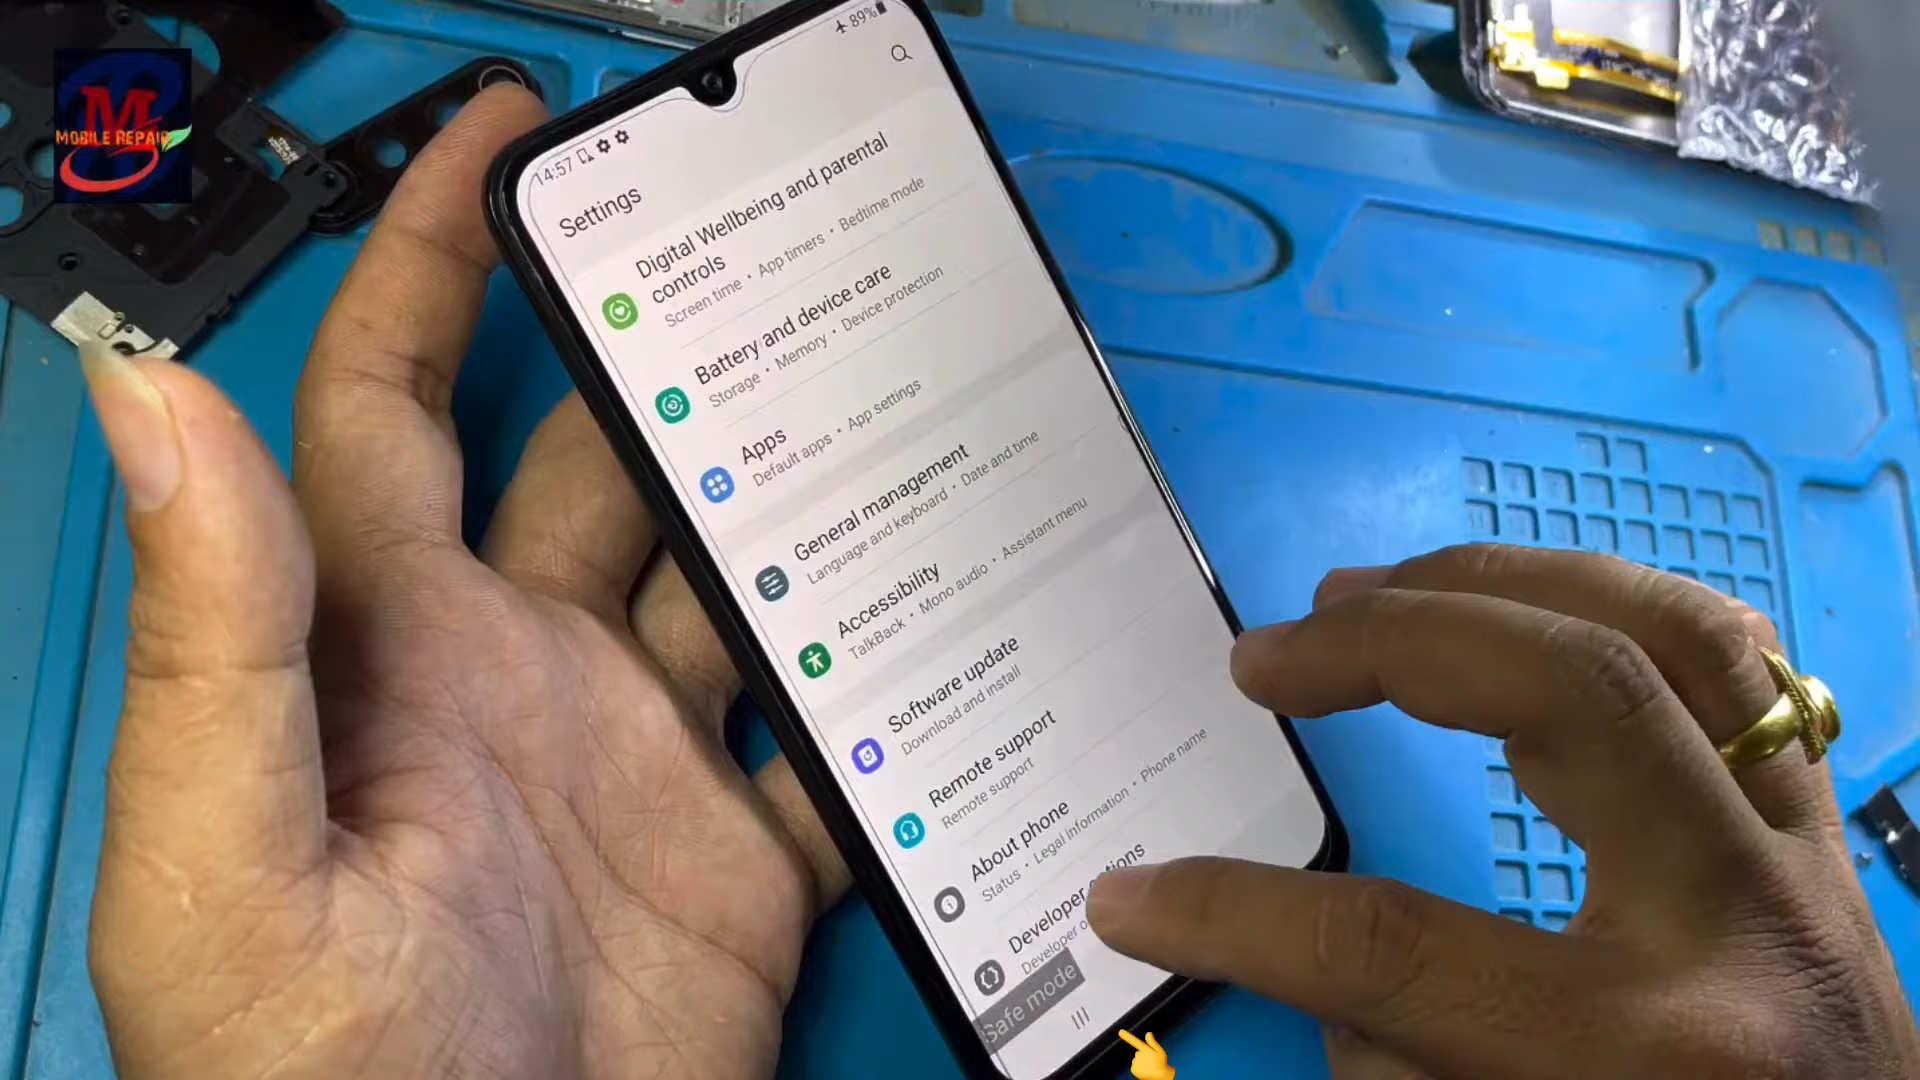 M
MOBILE REPAIR
89%
14:57
Settings
Digital Wellbeing and parental
controls
Screen time • App timers • Bedtime mode
Battery and device care
Storage • Memory • Device protection
Apps
Default apps • App settings
General management
Language and keyboard • Date and time
Accessibility
TalkBack • Mono audio • Assistant menu
Software update
Download and install
Remote support
Remote support
About phone
Status • Legal information • Phone name
Developer
Developer
Safe mode